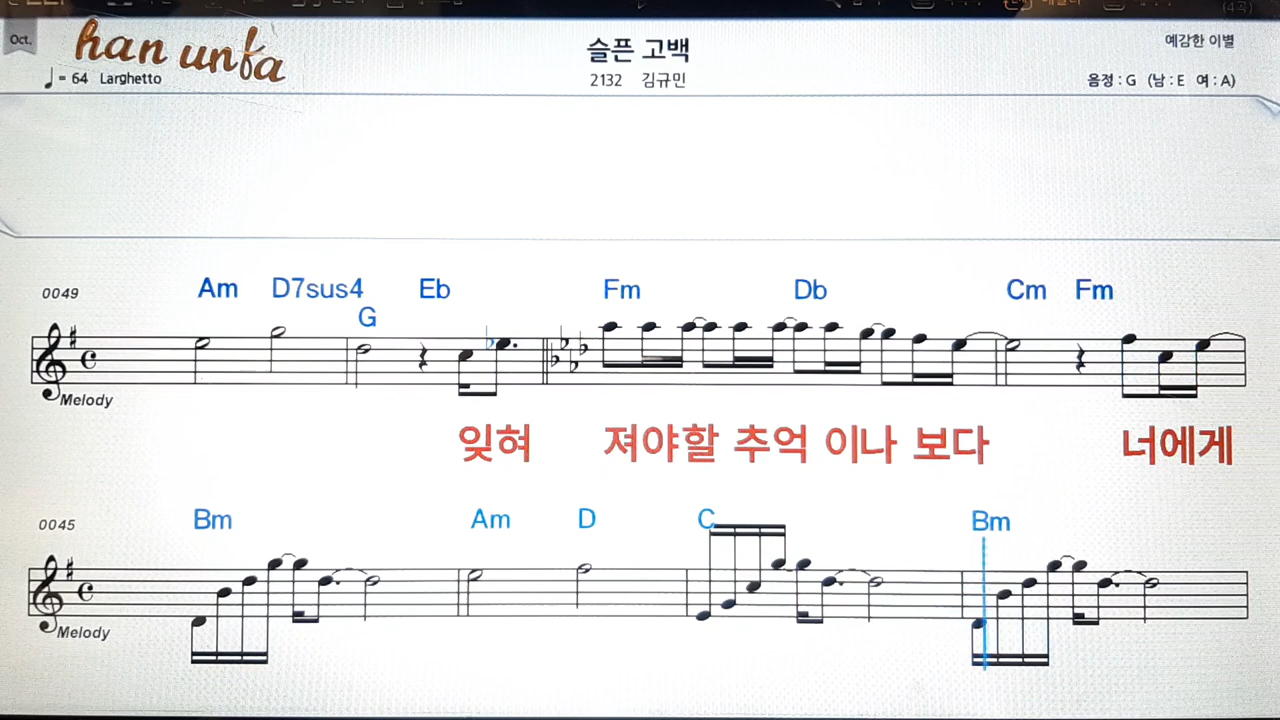 (4곡)
Oct.
han unfa
슬픈 고백
예감한 이별
♩ = 64 Larghetto
2132 김규민
음정 : G (남 : E 여 : A)
0049
Am D7sus4 G Eb Fm Db Cm Fm
Melody
잊혀 져야할 추억 이나 보다 너에게
0045
Bm Am D C Bm
Melody